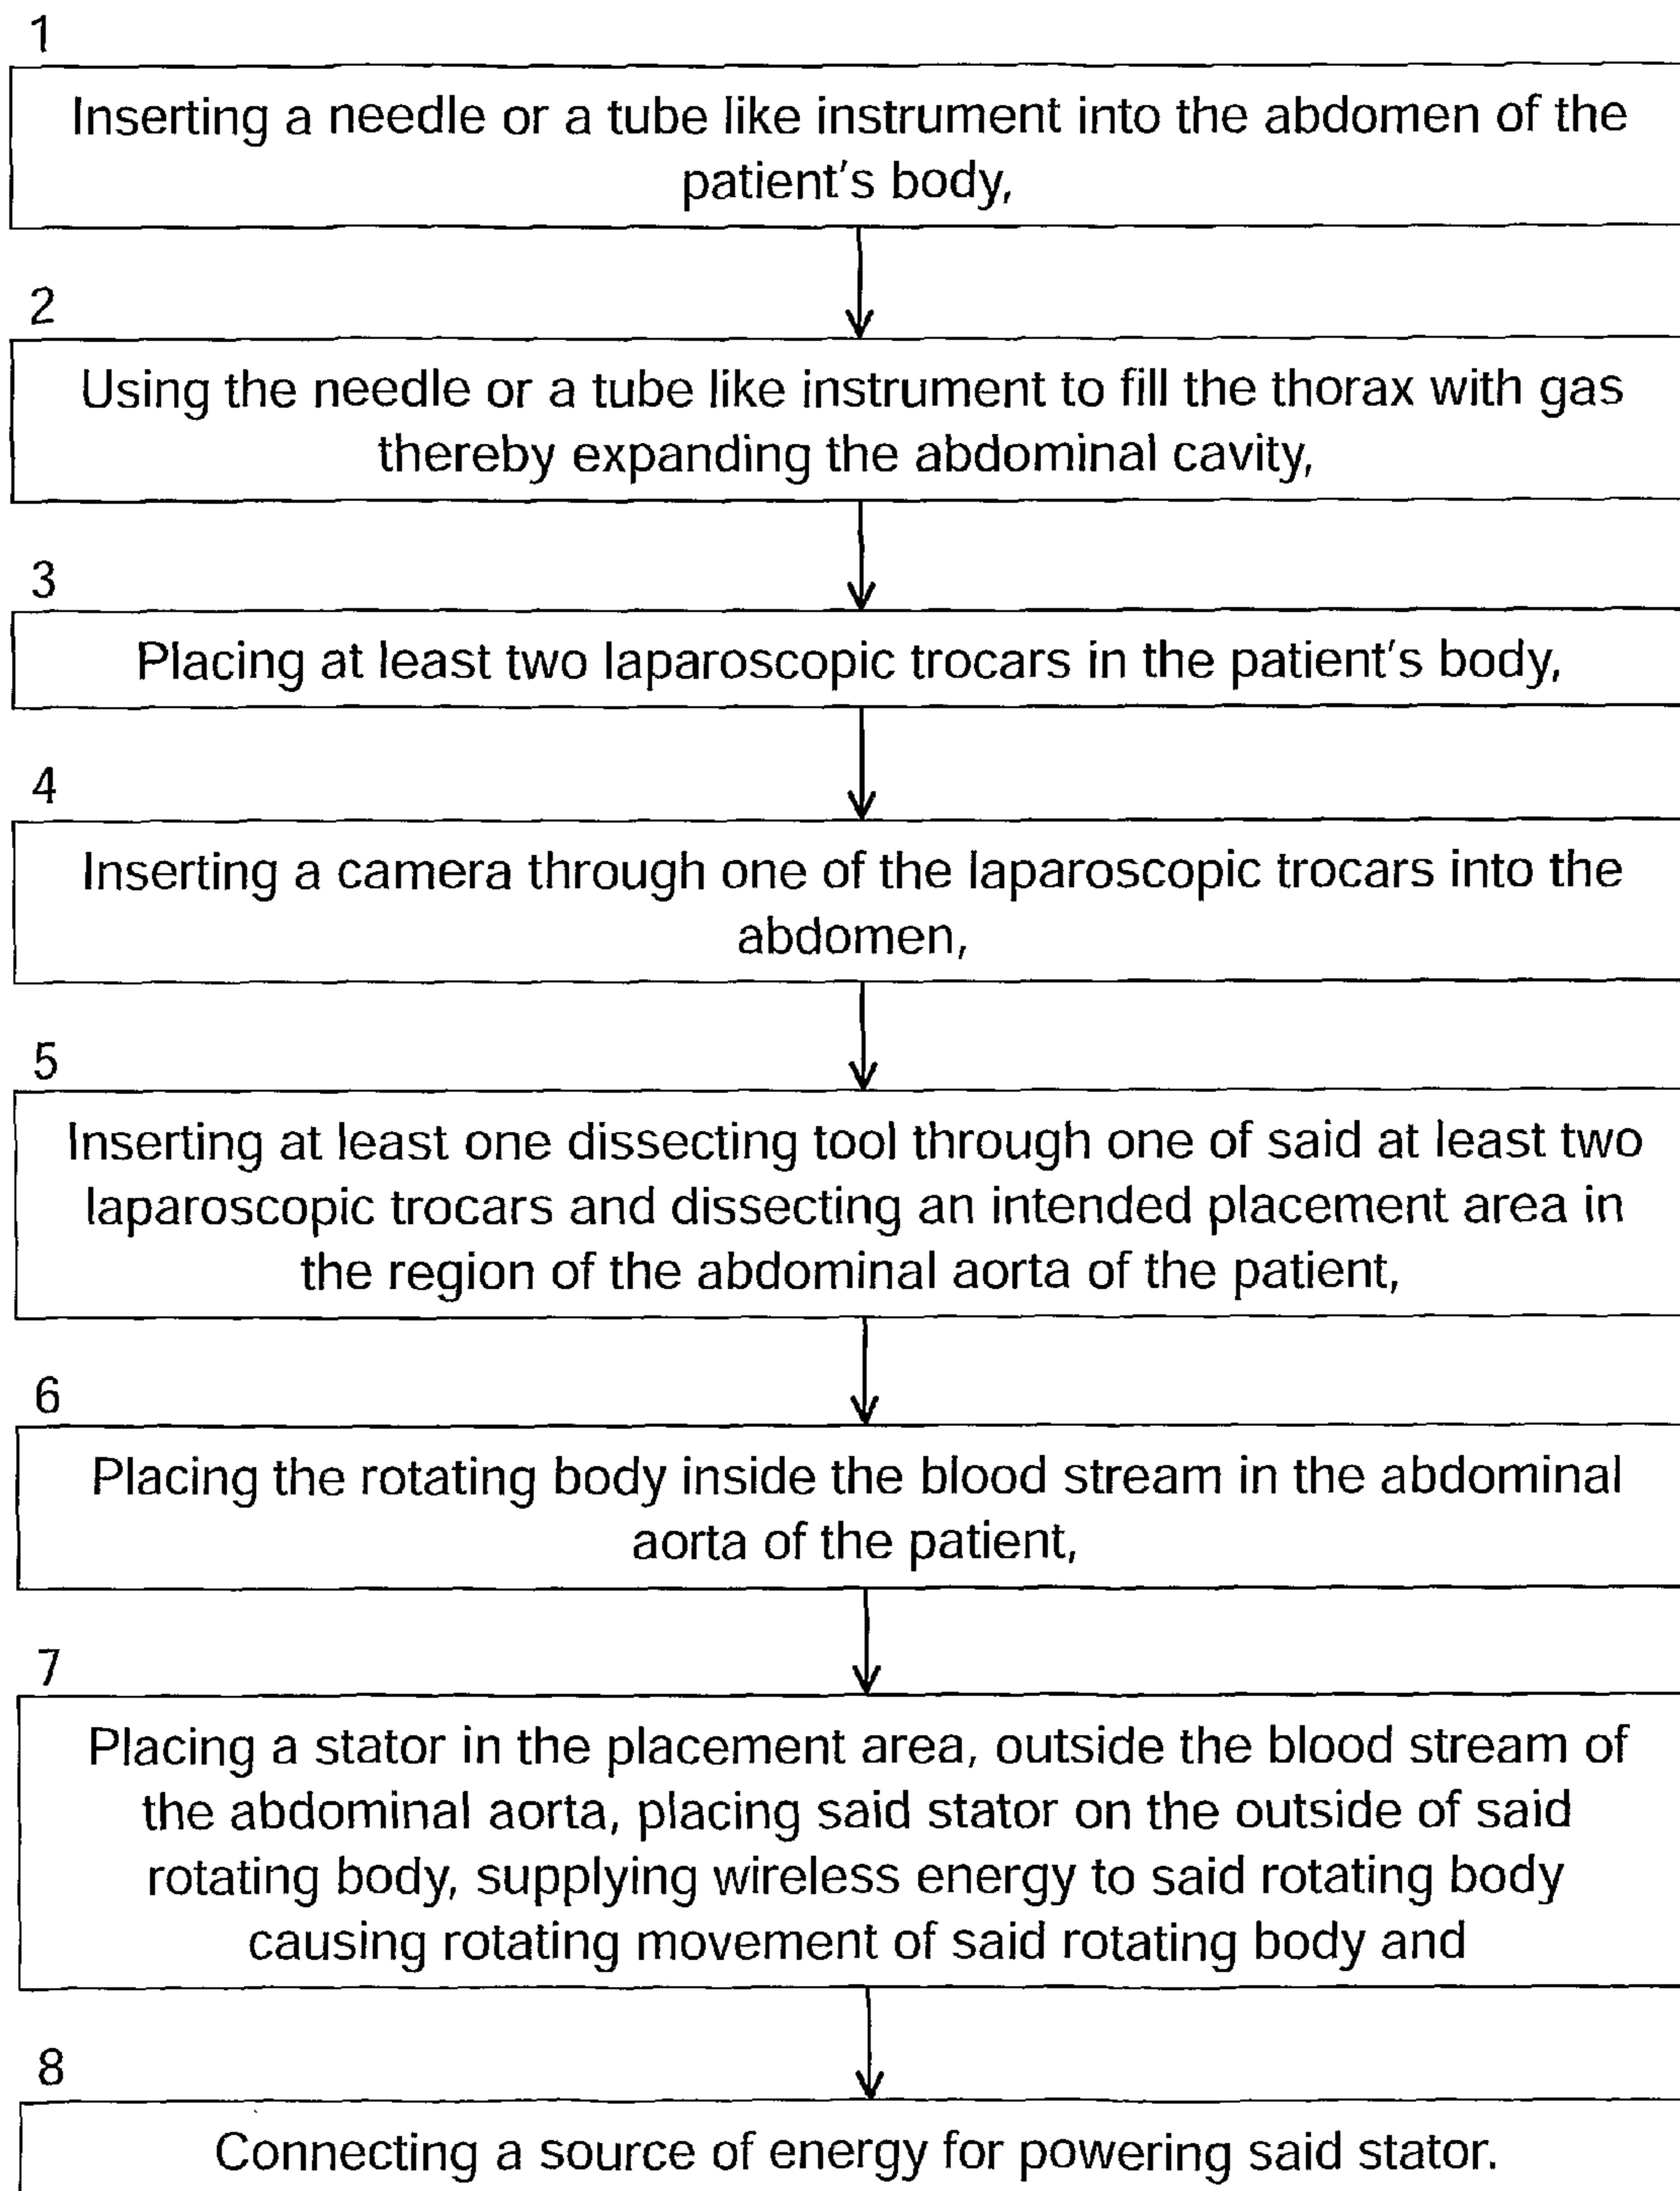 1
Inserting a needle or a tube like instrument into the abdomen of the
patient's body,
2
Using the needle or a tube like instrument to fill the thorax with gas
thereby expanding the abdominal cavity,
3
Placing at least two laparoscopic trocars in the patient's body,
4
Inserting a camera through one of the laparoscopic trocars into the
abdomen,
5
Inserting at least one dissecting tool through one of said at least two
laparoscopic trocars and dissecting an intended placement area in
the region of the abdominal aorta of the patient,
6
Placing the rotating body inside the blood stream in the abdominal
aorta of the patient,
7
Placing a stator in the placement area, outside the blood stream of
the abdominal aorta, placing said stator on the outside of said
rotating body, supplying wireless energy to said rotating body
causing rotating movement of said rotating body and
8
Connecting a source of energy for powering said stator.